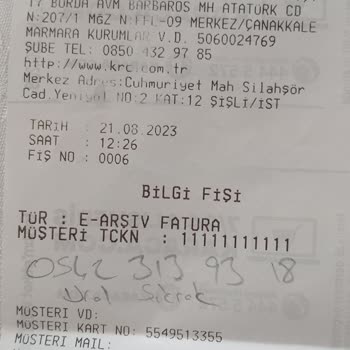 17 BURDA AVM BARBAROS MH ATATÜRK CD
N:207/1 MGZ N:FFL-09 MERKEZ/ÇANAKKALE
MARMARA KURUMLAR V.D. 5060024769
ŞUBE TEL: 0850 432 97 85
http://www.krc.com.tr
Merkez Adres:Cuhmuriyet Mah Silahşör
Cad.Yeniyol NO:2 KAT:12 ŞİŞLİ/İST
TARİH : 21.08.2023
SAAT : 12:26
FİŞ NO : 0006
BİLGİ FİŞİ
TÜR : E-ARŞİV FATURA
MÜŞTERİ TCKN : 11111111111
0542 313 93 18
MÜŞTERİ VD:
MÜŞTERİ KART NO: 5549513355
MÜŞTERİ MAIL: